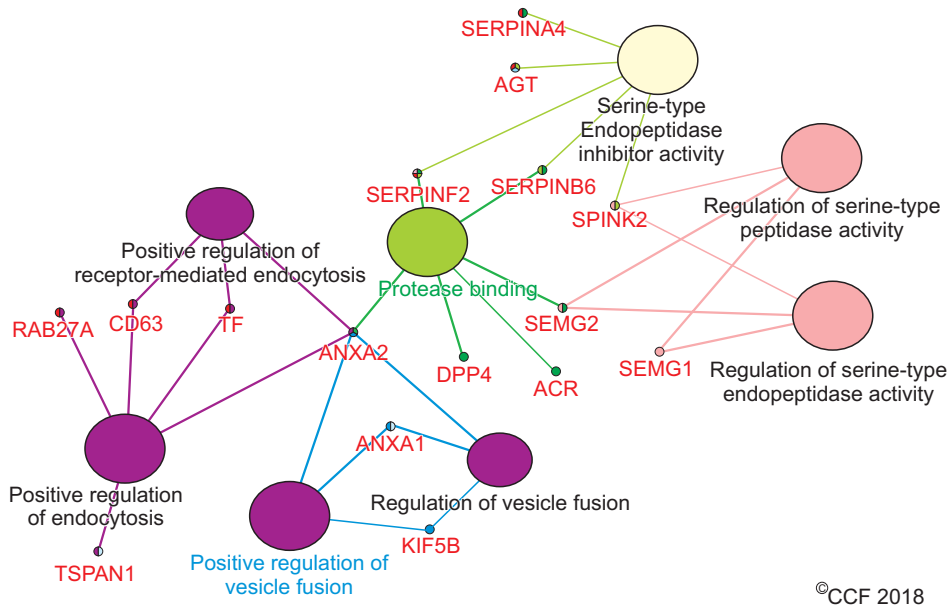 SERPINA4
AGT
Serine-type
Endopeptidase
inhibitor activity
SERPINF2
SERPINB6
SPINK2
Regulation of serine-type
peptidase activity
Positive regulation of
receptor-mediated endocytosis
Protease binding
RAB27A
CD63
TF
ANXA2
SEMG2
DPP4
ACR
SEMG1
Regulation of serine-type
endopeptidase activity
ANXA1
Positive regulation
of endocytosis
Regulation of vesicle fusion
KIF5B
Positive regulation of
vesicle fusion
TSPAN1
©CCF 2018